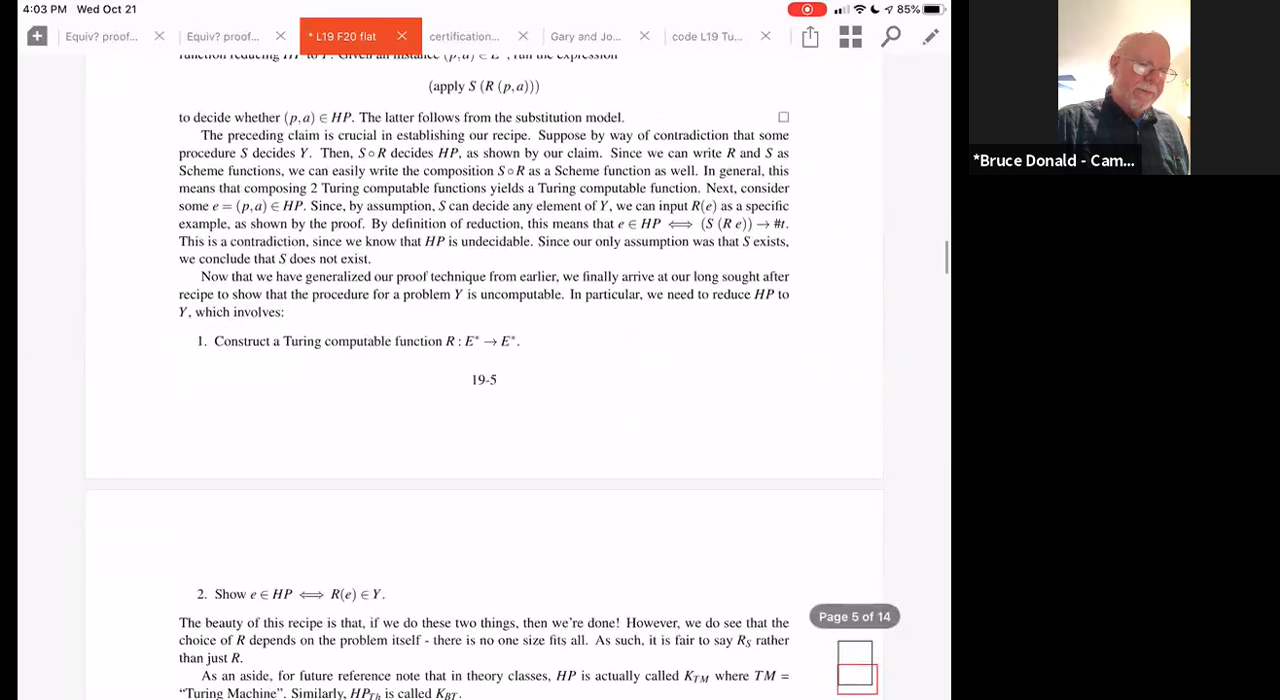 4:03 PM Wed Oct 21 85%
Equiv? proof... Equiv? proof... * L19 F20 flat certification... Gary and Jo... code L19 Tu...
(apply S (R (p,a)))
to decide whether (p,a) ∈ HP. The latter follows from the substitution model. □
The preceding claim is crucial in establishing our recipe. Suppose by way of contradiction that some
procedure S decides Y. Then, S∘R decides HP, as shown by our claim. Since we can write R and S as
Scheme functions, we can easily write the composition S∘R as a Scheme function as well. In general, this
means that composing 2 Turing computable functions yields a Turing computable function. Next, consider
some e = (p,a) ∈ HP. Since, by assumption, S can decide any element of Y, we can input R(e) as a specific
example, as shown by the proof. By definition of reduction, this means that e ∈ HP ⟺ (S (R e)) → #t.
This is a contradiction, since we know that HP is undecidable. Since our only assumption was that S exists,
we conclude that S does not exist.
Now that we have generalized our proof technique from earlier, we finally arrive at our long sought after
recipe to show that the procedure for a problem Y is uncomputable. In particular, we need to reduce HP to
Y, which involves:
1. Construct a Turing computable function R : E* → E*.
19-5
2. Show e ∈ HP ⟺ R(e) ∈ Y.
The beauty of this recipe is that, if we do these two things, then we're done! However, we do see that the
choice of R depends on the problem itself - there is no one size fits all. As such, it is fair to say R_S rather
than just R.
As an aside, for future reference note that in theory classes, HP is actually called K_TM where TM =
"Turing Machine". Similarly, HP_Th is called K_BT.
Page 5 of 14
*Bruce Donald - Cam...